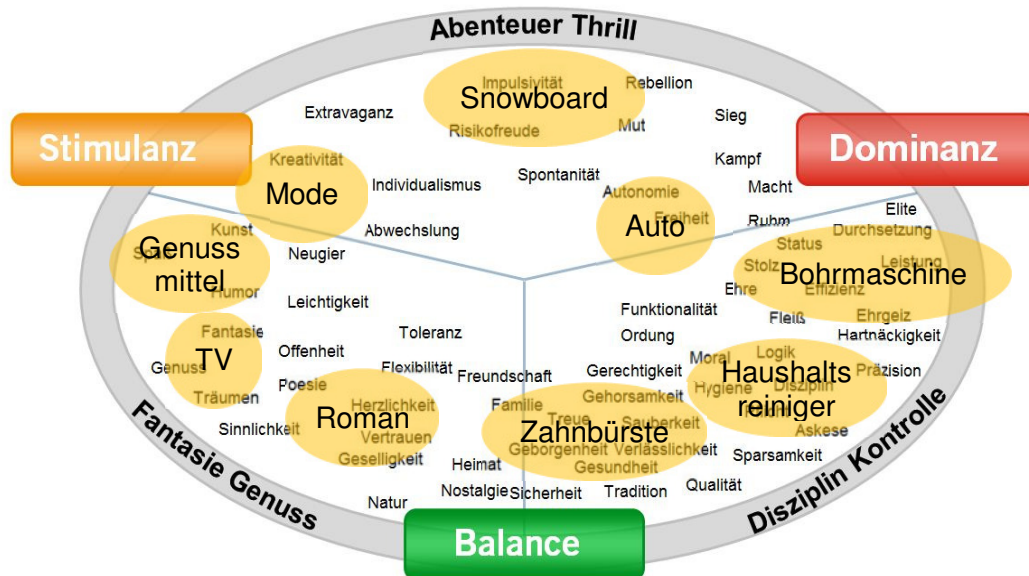 Abenteuer Thrill
Impulsivität
Rebellion
Snowboard
Extravaganz
Risikofreude
Mut
Sieg
Stimulanz
Dominanz
Kreativität
Mode
Individualismus
Spontanität
Kampf
Autonomie
Macht
Freiheit
Auto
Ruhm
Elite
Kunst
Abwechslung
Durchsetzung
Status
Genuss
mittel
Spaß
Neugier
Stolz
Leistung
Bohrmaschine
Humor
Leichtigkeit
Ehre
Effizienz
Funktionalität
Fleiß
Ehrgeiz
Fantasie
Toleranz
Ordung
Hartnäckigkeit
TV
Offenheit
Moral
Logik
Genuss
Flexibilität
Freundschaft
Gerechtigkeit
Präzision
Haushalts
reiniger
Träumen
Poesie
Hygiene
Disziplin
Gehorsamkeit
Herzlichkeit
Familie
Pflicht
Roman
Treue
Sauberkeit
Zahnbürste
Sinnlichkeit
Vertrauen
Askese
Geselligkeit
Geborgenheit
Verlässlichkeit
Sparsamkeit
Heimat
Gesundheit
Natur
Nostalgie
Sicherheit
Tradition
Qualität
Fantasie Genuss
Disziplin Kontrolle
Balance